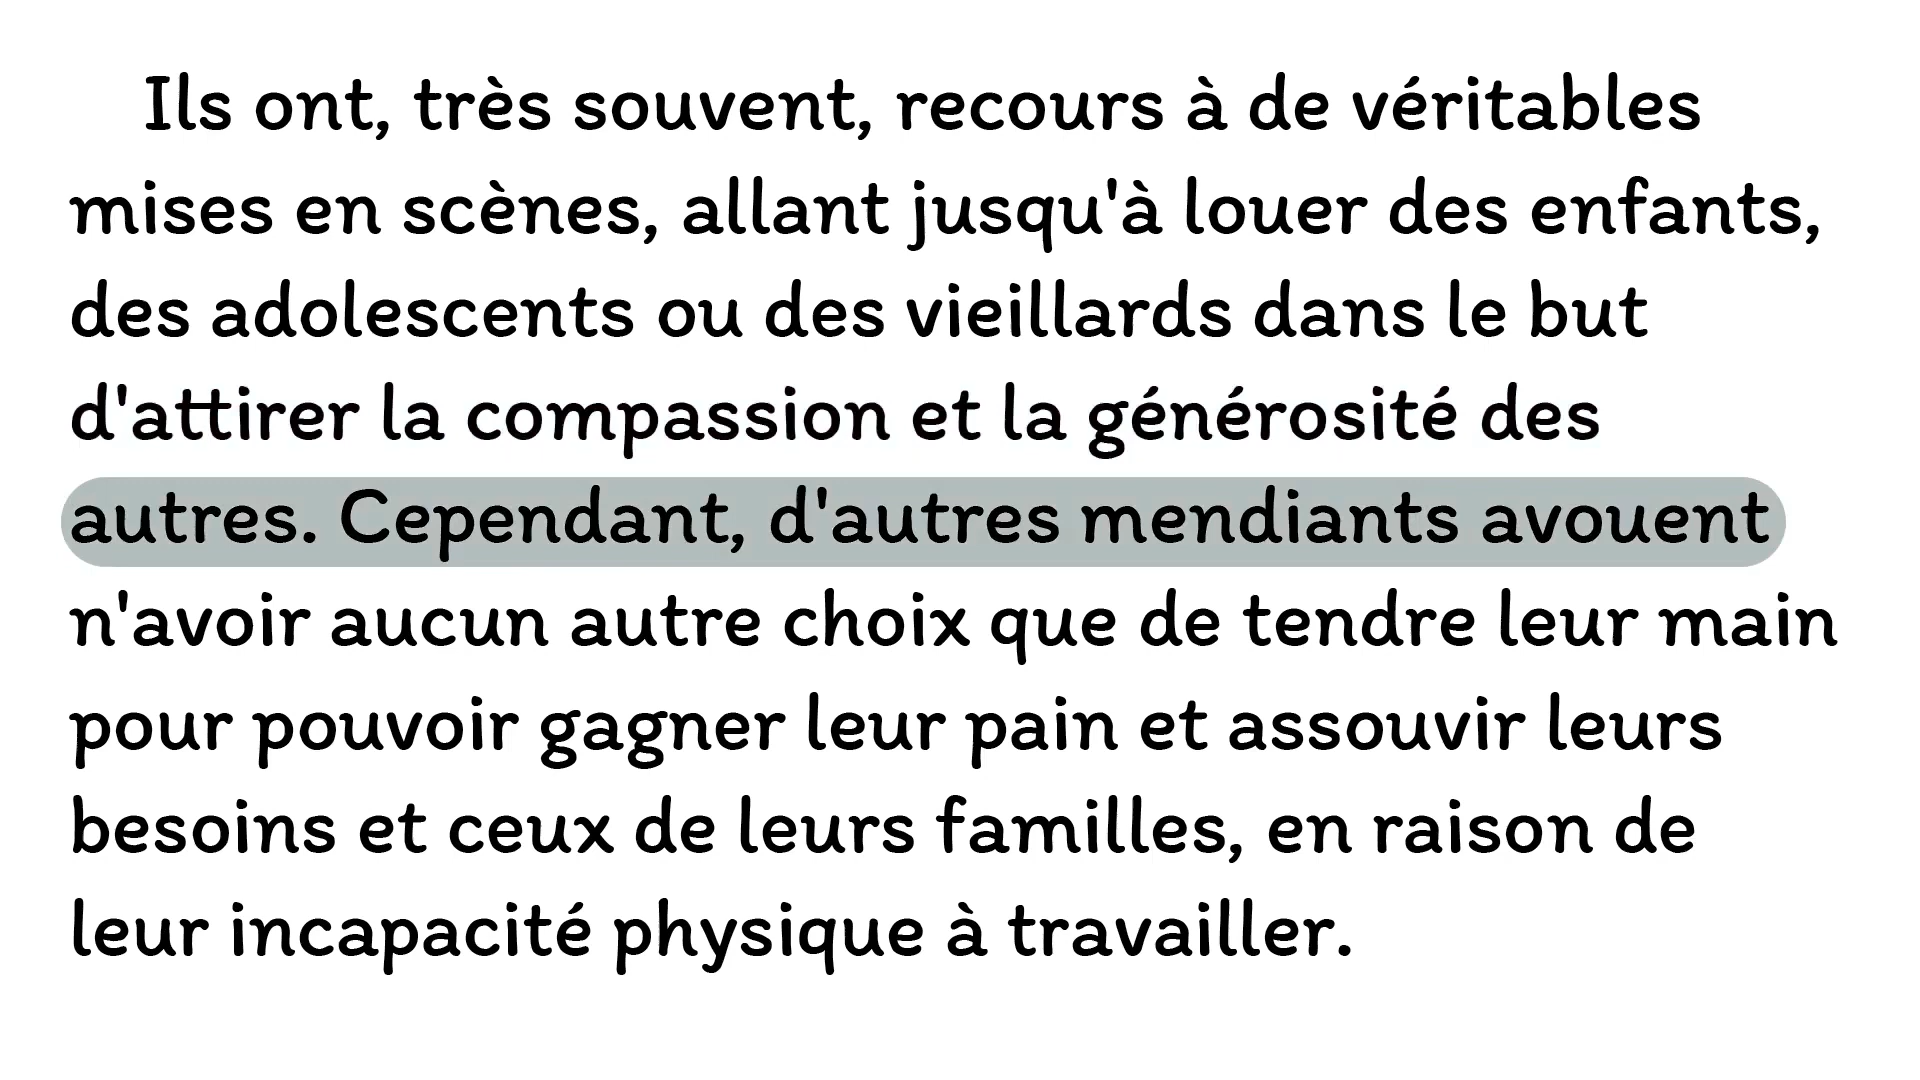 Ils ont, très souvent, recours à de véritables
mises en scènes, allant jusqu'à louer des enfants,
des adolescents ou des vieillards dans le but
d'attirer la compassion et la générosité des
autres. Cependant, d'autres mendiants avouent
n'avoir aucun autre choix que de tendre leur main
pour pouvoir gagner leur pain et assouvir leurs
besoins et ceux de leurs familles, en raison de
leur incapacité physique à travailler.